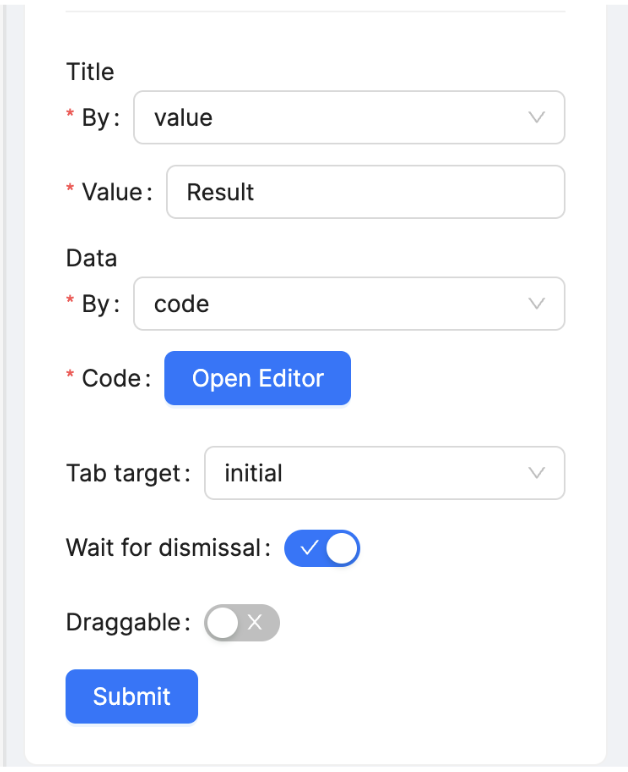 Title
* By: value
* Value: Result
Data
* By: code
* Code: Open Editor
Tab target: initial
Wait for dismissal:
Draggable:
Submit